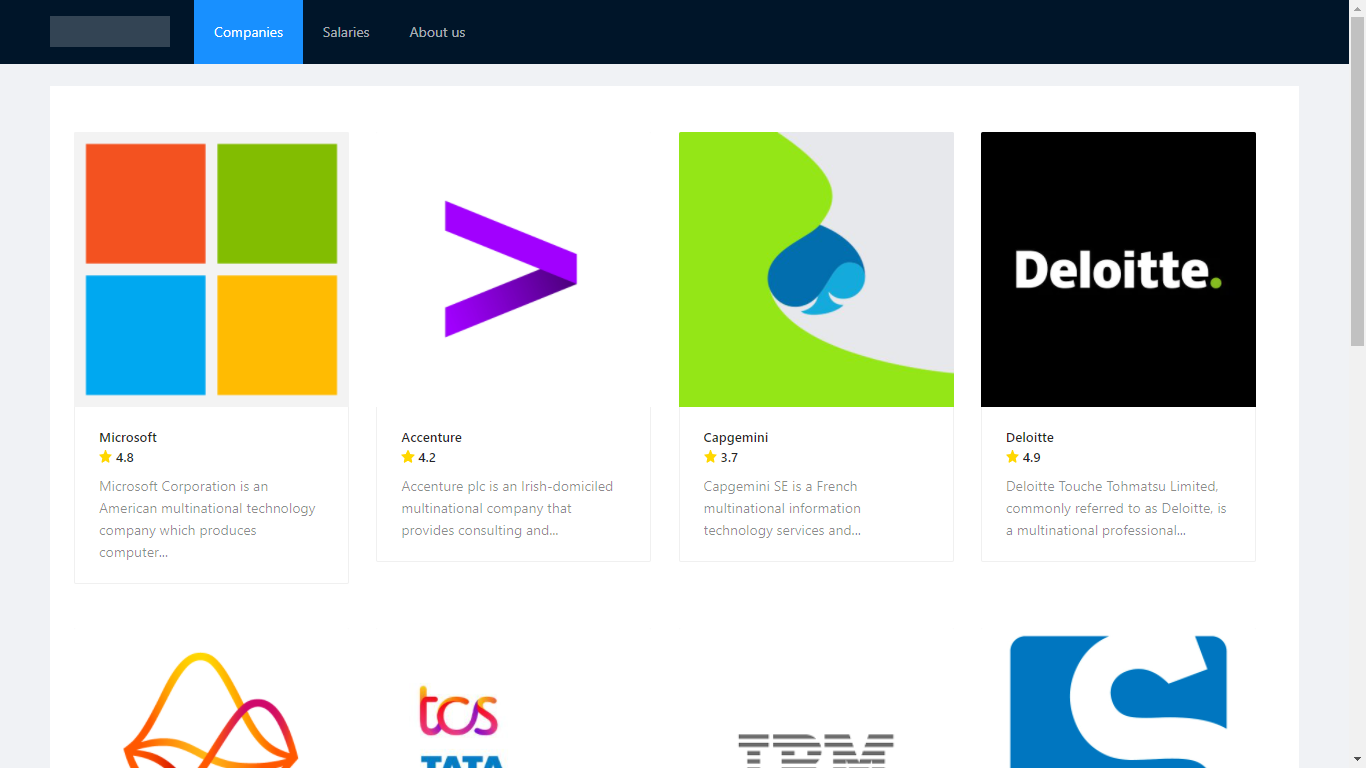 Companies Salaries About us
Deloitte.
Microsoft
4.8
Microsoft Corporation is an
American multinational technology
company which produces
computer...
Accenture
4.2
Accenture plc is an Irish-domiciled
multinational company that
provides consulting and...
Capgemini
3.7
Capgemini SE is a French
multinational information
technology services and...
Deloitte
4.9
Deloitte Touche Tohmatsu Limited,
commonly referred to as Deloitte, is
a multinational professional...
tcs
TATA
IBM